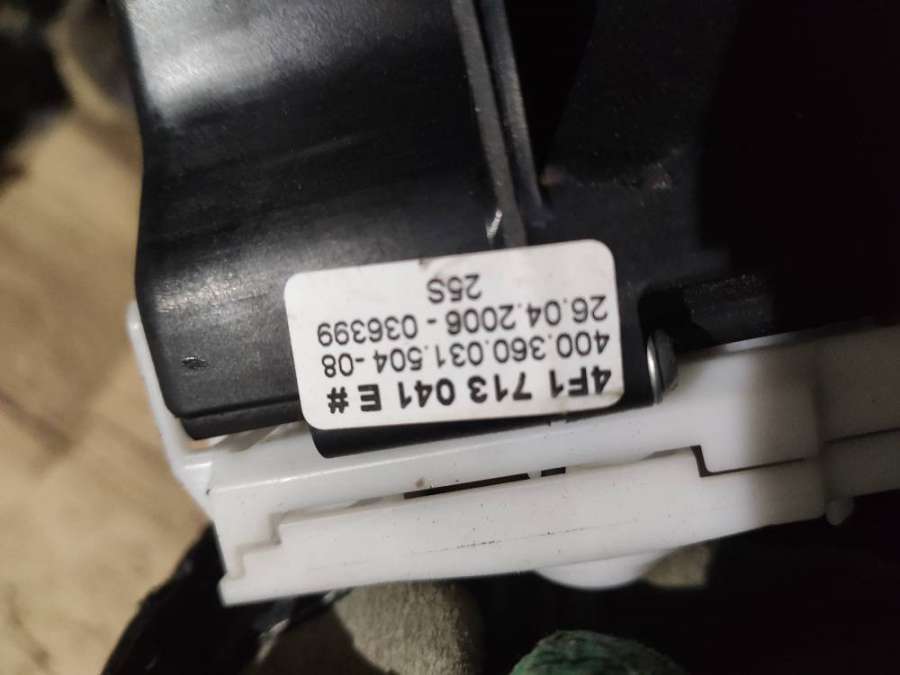 4F1 713 041 E #
400.360.031.504 -08
26.04.2006 - 036399
25S